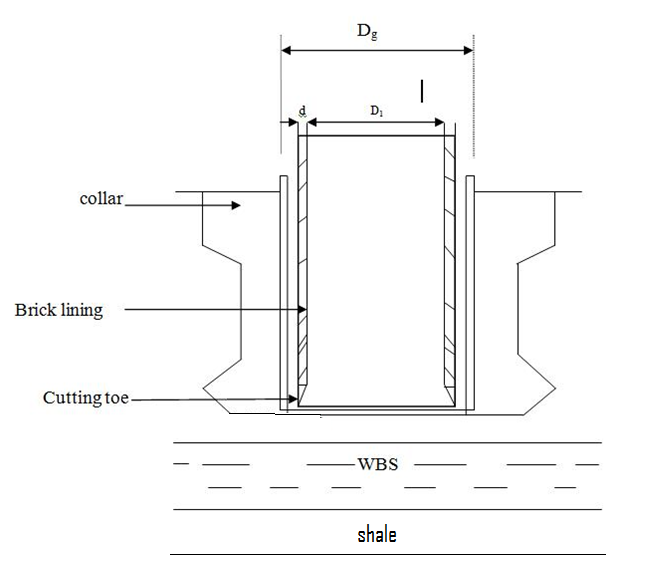 Dg
d
D1
collar
Brick lining
Cutting toe
WBS
shale